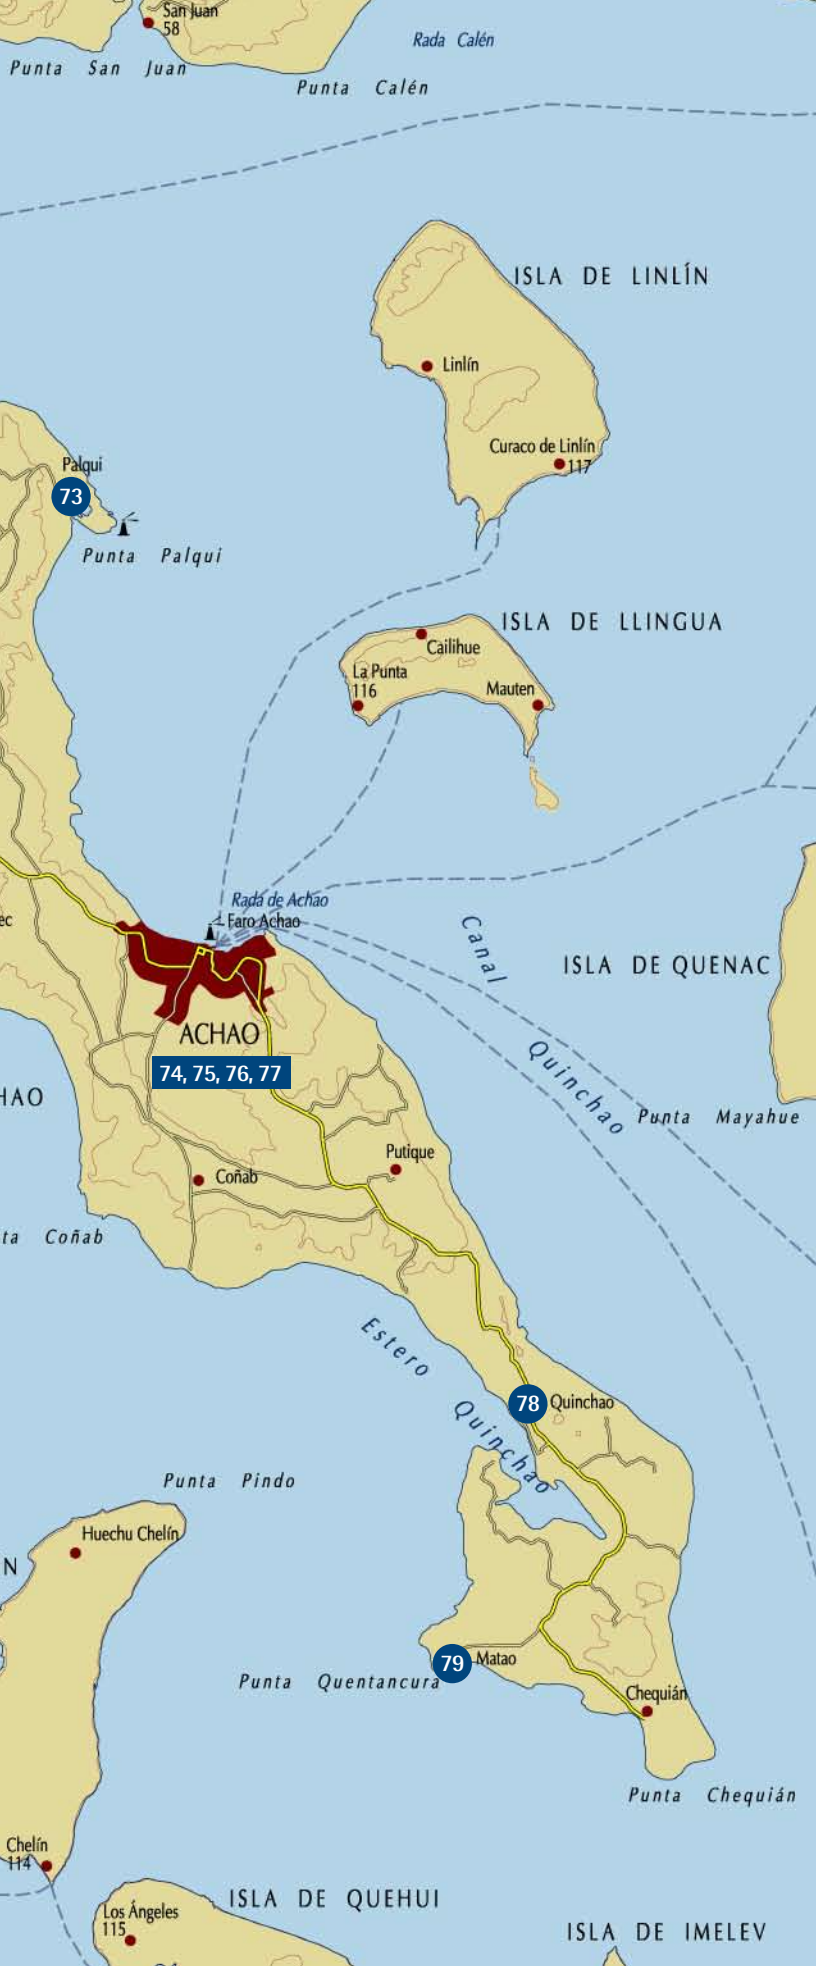 San Juan
58
Rada Calén
Punta San Juan
Punta Calén
ISLA DE LINLÍN
Linlín
Curaco de Linlín
117
Palqui
73
Punta Palqui
ISLA DE LLINGUA
Cailihue
La Punta
116
Mauten
Rada de Achao
Faro Achao
ec
Canal Quinchao
ISLA DE QUENAC
ACHAO
74, 75, 76, 77
HAO
Punta Mayahue
Putique
Coñab
ta Coñab
Estero Quinchao
78 Quinchao
Punta Pindo
Huechu Chelín
N
79 Matao
Punta Quentancura
Chequián
Punta Chequián
Chelín
114
ISLA DE QUEHUI
Los Ángeles
115
ISLA DE IMELEV